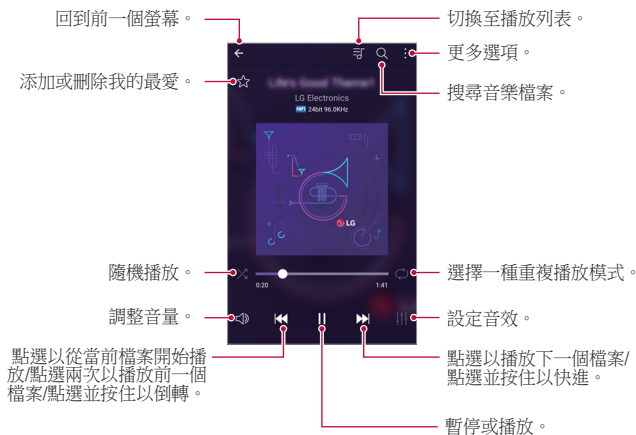 回到前一個螢幕。
切換至播放列表。
更多選項。
添加或刪除我的最愛。
搜尋音樂檔案。
Life's Good Theme1
LG Electronics
HIFI 24bit 96.0KHz
LG
隨機播放。
選擇一種重複播放模式。
0:20
1:41
調整音量。
設定音效。
點選以從當前檔案開始播
放/點選兩次以播放前一個
檔案/點選並按住以倒轉。
點選以播放下一個檔案/
點選並按住以快進。
暫停或播放。